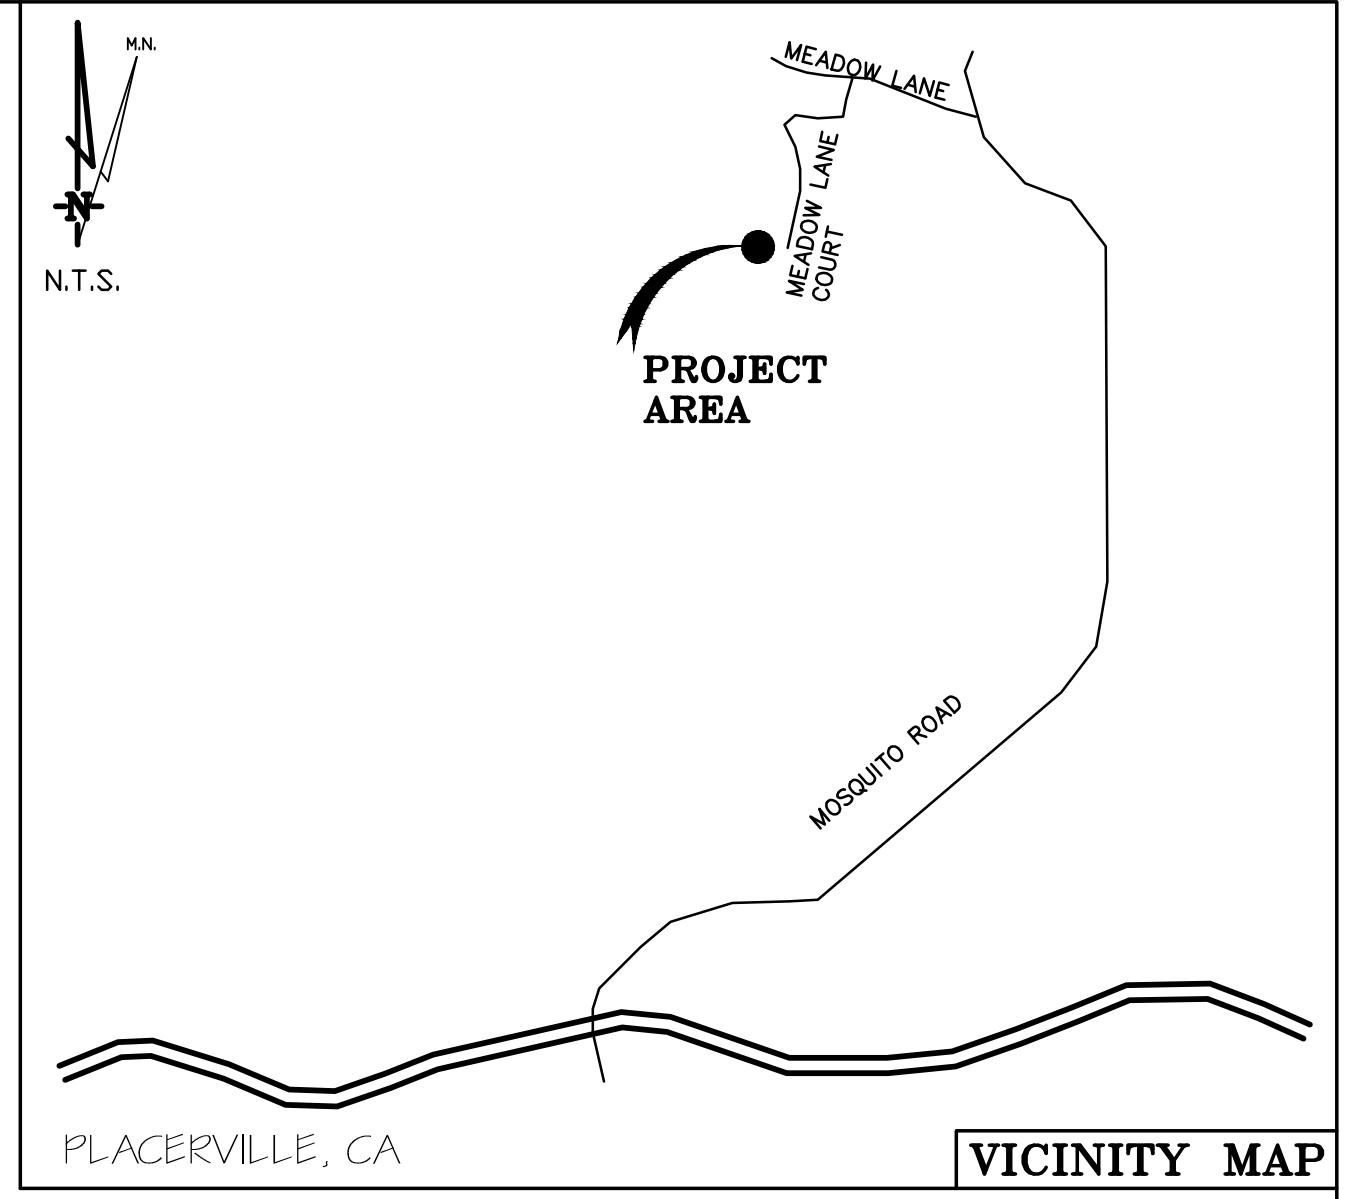 M.N.
N
N.T.S.
MEADOW LANE
MEADOW LANE
COURT
PROJECT
AREA
MOSQUITO ROAD
PLACERVILLE, CA
VICINITY MAP